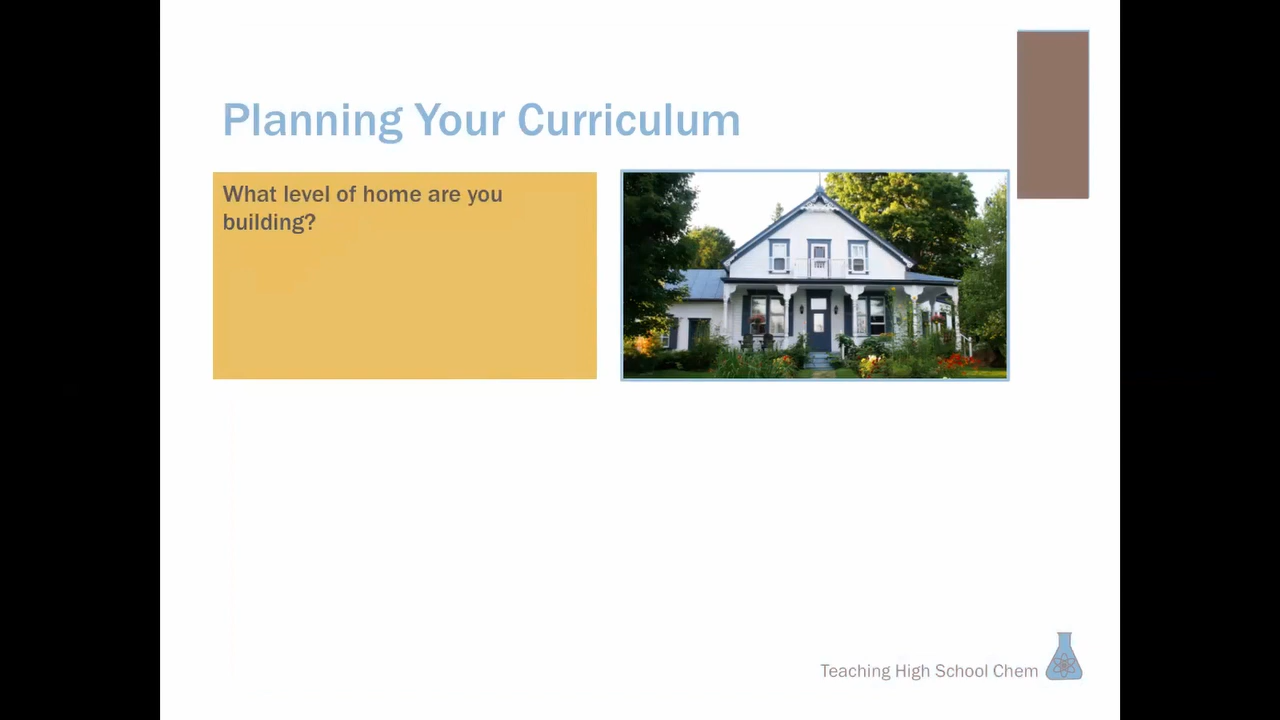 Planning Your Curriculum
What level of home are you
building?
Teaching High School Chem